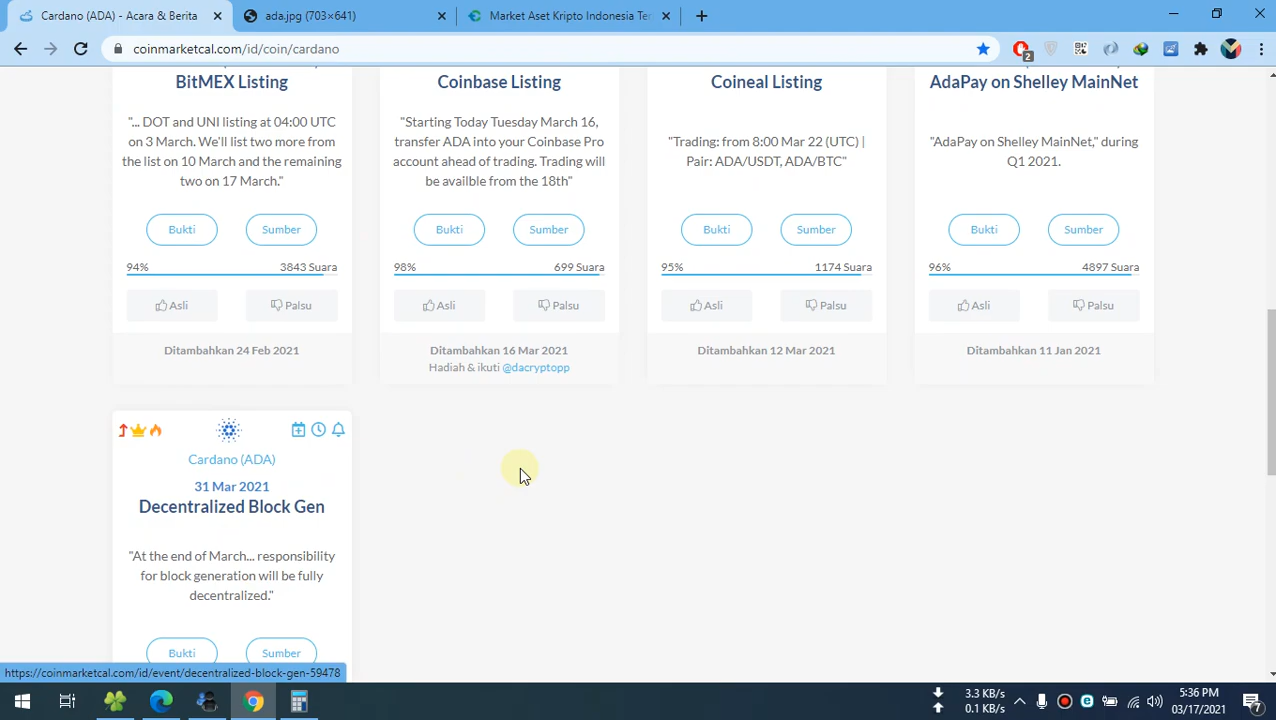 Cardano (ADA) - Acara & Berita
ada.jpg (703×641)
Market Aset Kripto Indonesia Ter
coinmarketcal.com/id/coin/cardano
2
BitMEX Listing
"... DOT and UNI listing at 04:00 UTC
on 3 March. We'll list two more from
the list on 10 March and the remaining
two on 17 March."
Bukti
Sumber
94%
3843 Suara
Asli
Palsu
Ditambahkan 24 Feb 2021
Coinbase Listing
"Starting Today Tuesday March 16,
transfer ADA into your Coinbase Pro
account ahead of trading. Trading will
be availble from the 18th"
Bukti
Sumber
98%
699 Suara
Asli
Palsu
Ditambahkan 16 Mar 2021
Hadiah & ikuti @dacryptopp
Coineal Listing
"Trading: from 8:00 Mar 22 (UTC) |
Pair: ADA/USDT, ADA/BTC"
Bukti
Sumber
95%
1174 Suara
Asli
Palsu
Ditambahkan 12 Mar 2021
AdaPay on Shelley MainNet
"AdaPay on Shelley MainNet," during
Q1 2021.
Bukti
Sumber
96%
4897 Suara
Asli
Palsu
Ditambahkan 11 Jan 2021
Cardano (ADA)
31 Mar 2021
Decentralized Block Gen
"At the end of March... responsibility
for block generation will be fully
decentralized."
Bukti
Sumber
https://coinmarketcal.com/id/event/decentralized-block-gen-59478
3.3 KB/s
0.1 KB/s
5:36 PM
03/17/2021
7